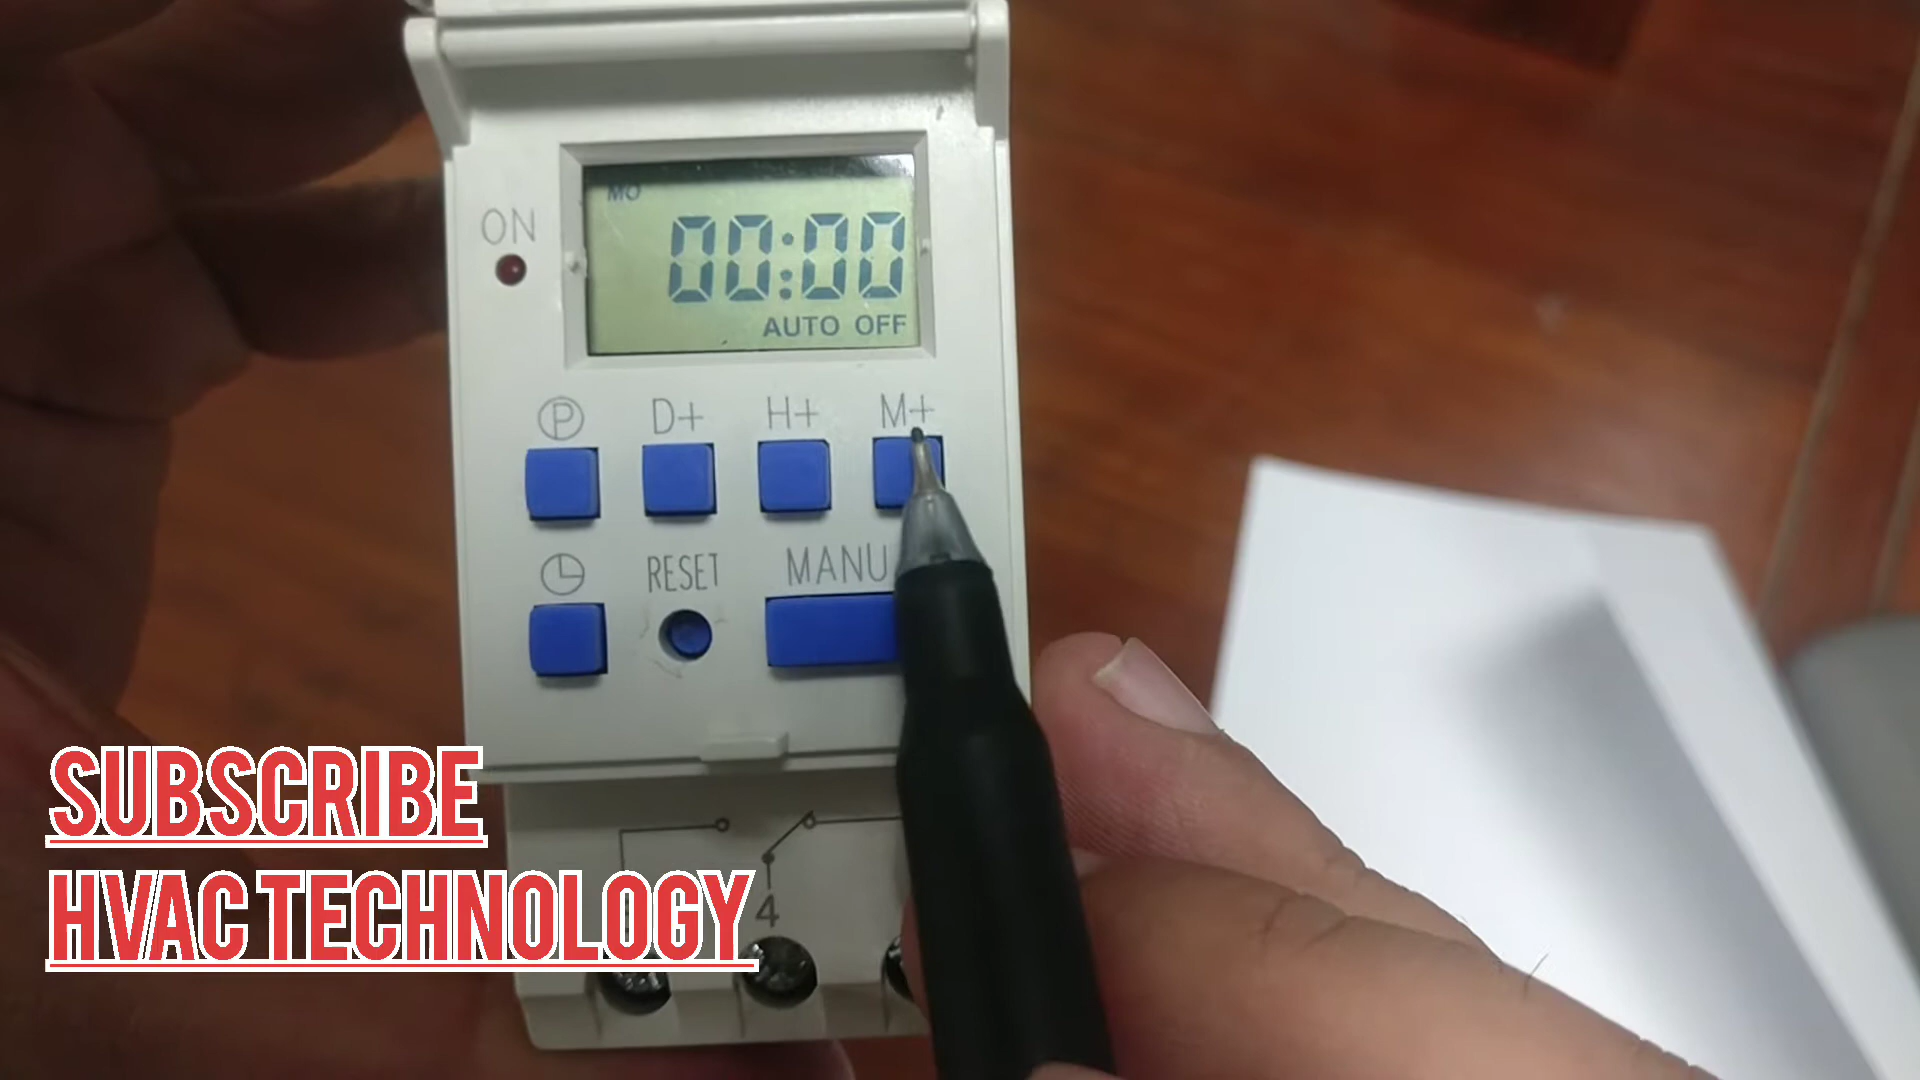 MO
ON
00:00
AUTO OFF
P D+ H+ M+
RESET MANU
SUBSCRIBE
HVAC TECHNOLOGY
4